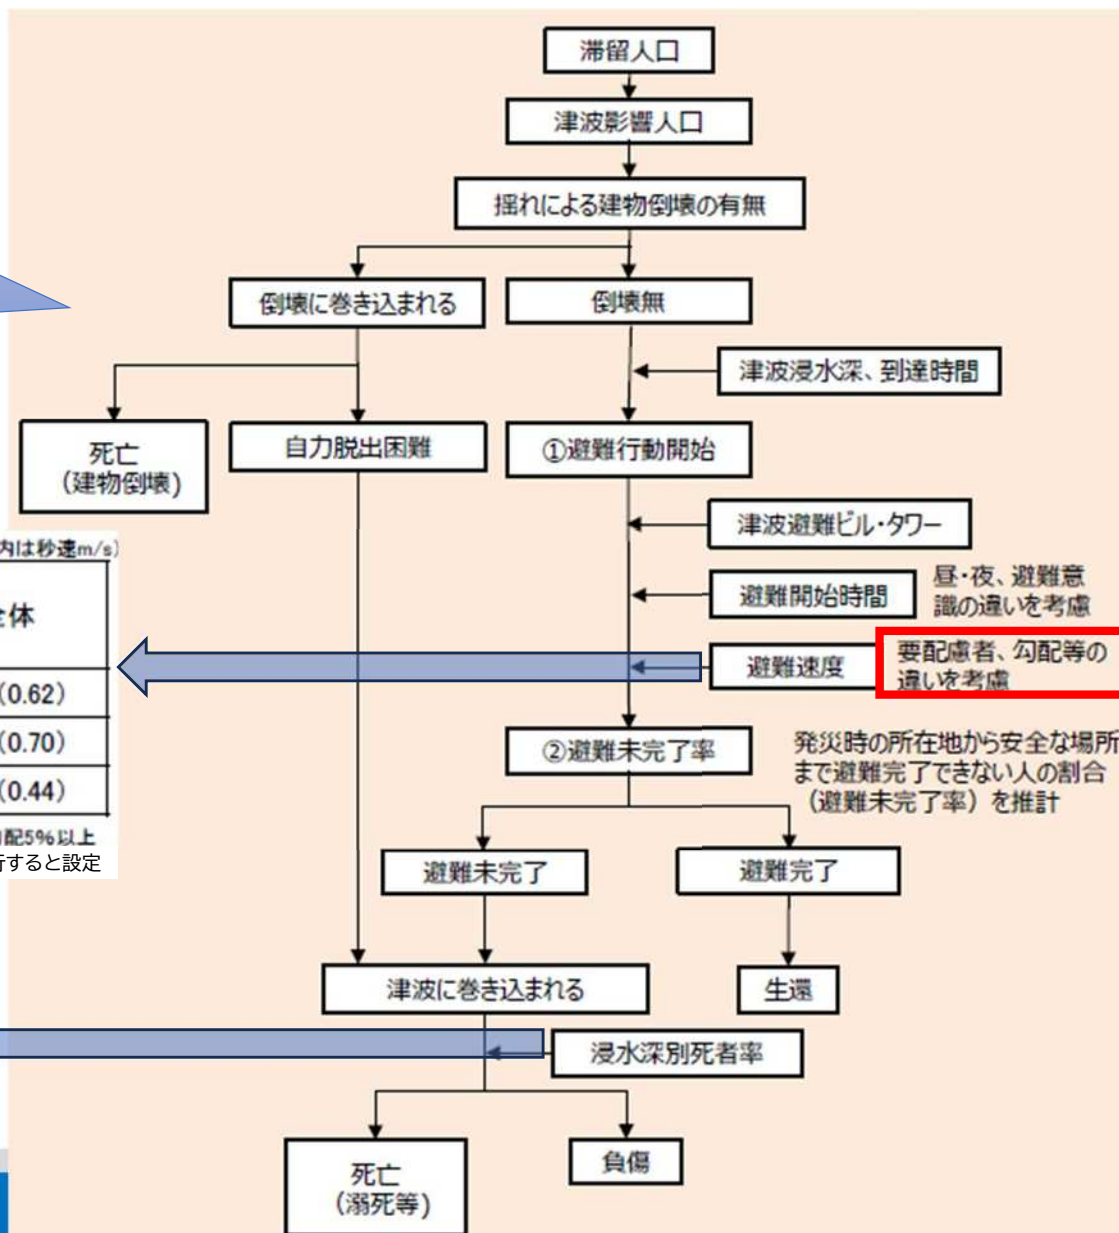 滞留人口
津波影響人口
揺れによる建物倒壊の有無
倒壊に巻き込まれる
倒壊無
津波浸水深、到達時間
死亡
(建物倒壊)
自力脱出困難
①避難行動開始
津波避難ビル・タワー
避難開始時間
昼・夜、避難意
識の違いを考慮
避難速度
要配慮者、勾配等の
違いを考慮
内は秒速m/s)
全体
(0.62)
(0.70)
(0.44)
配5%以上
行すると設定
②避難未完了率
発災時の所在地から安全な場所
まで避難完了できない人の割合
(避難未完了率)を推計
避難未完了
避難完了
津波に巻き込まれる
生還
浸水深別死者率
死亡
(溺死等)
負傷